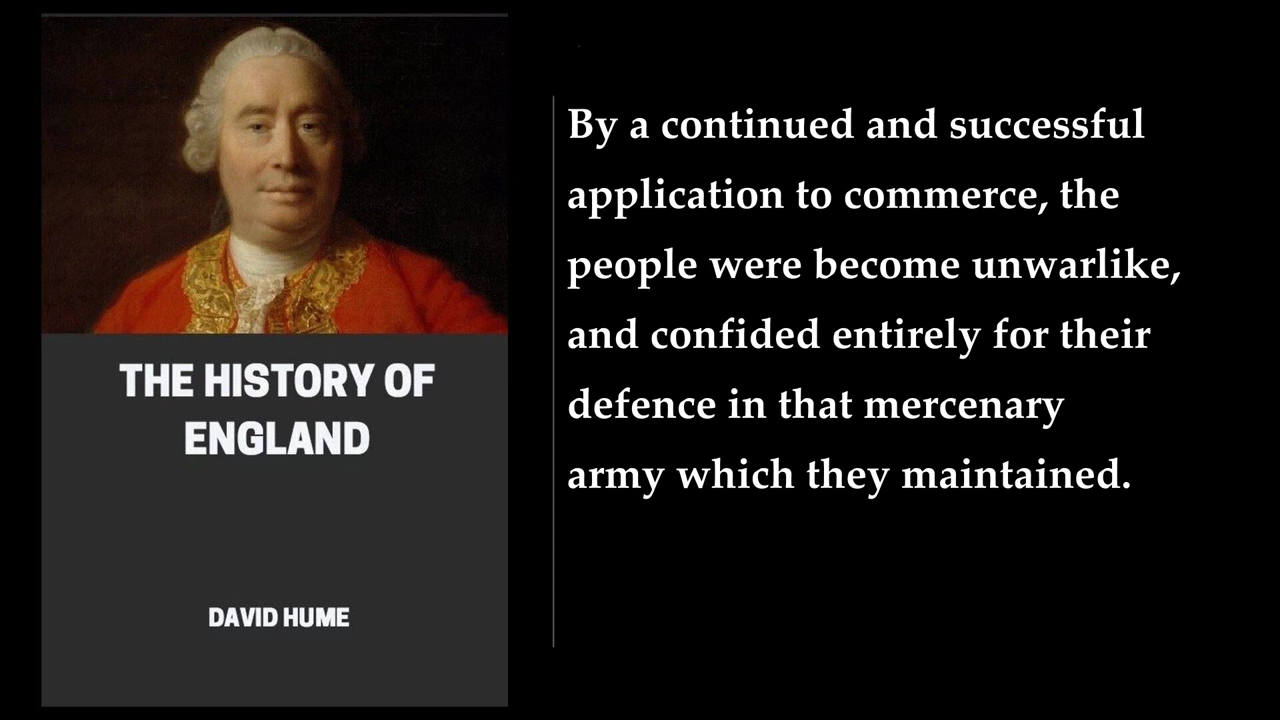 THE HISTORY OF
ENGLAND
DAVID HUME
By a continued and successful
application to commerce, the
people were become unwarlike,
and confided entirely for their
defence in that mercenary
army which they maintained.